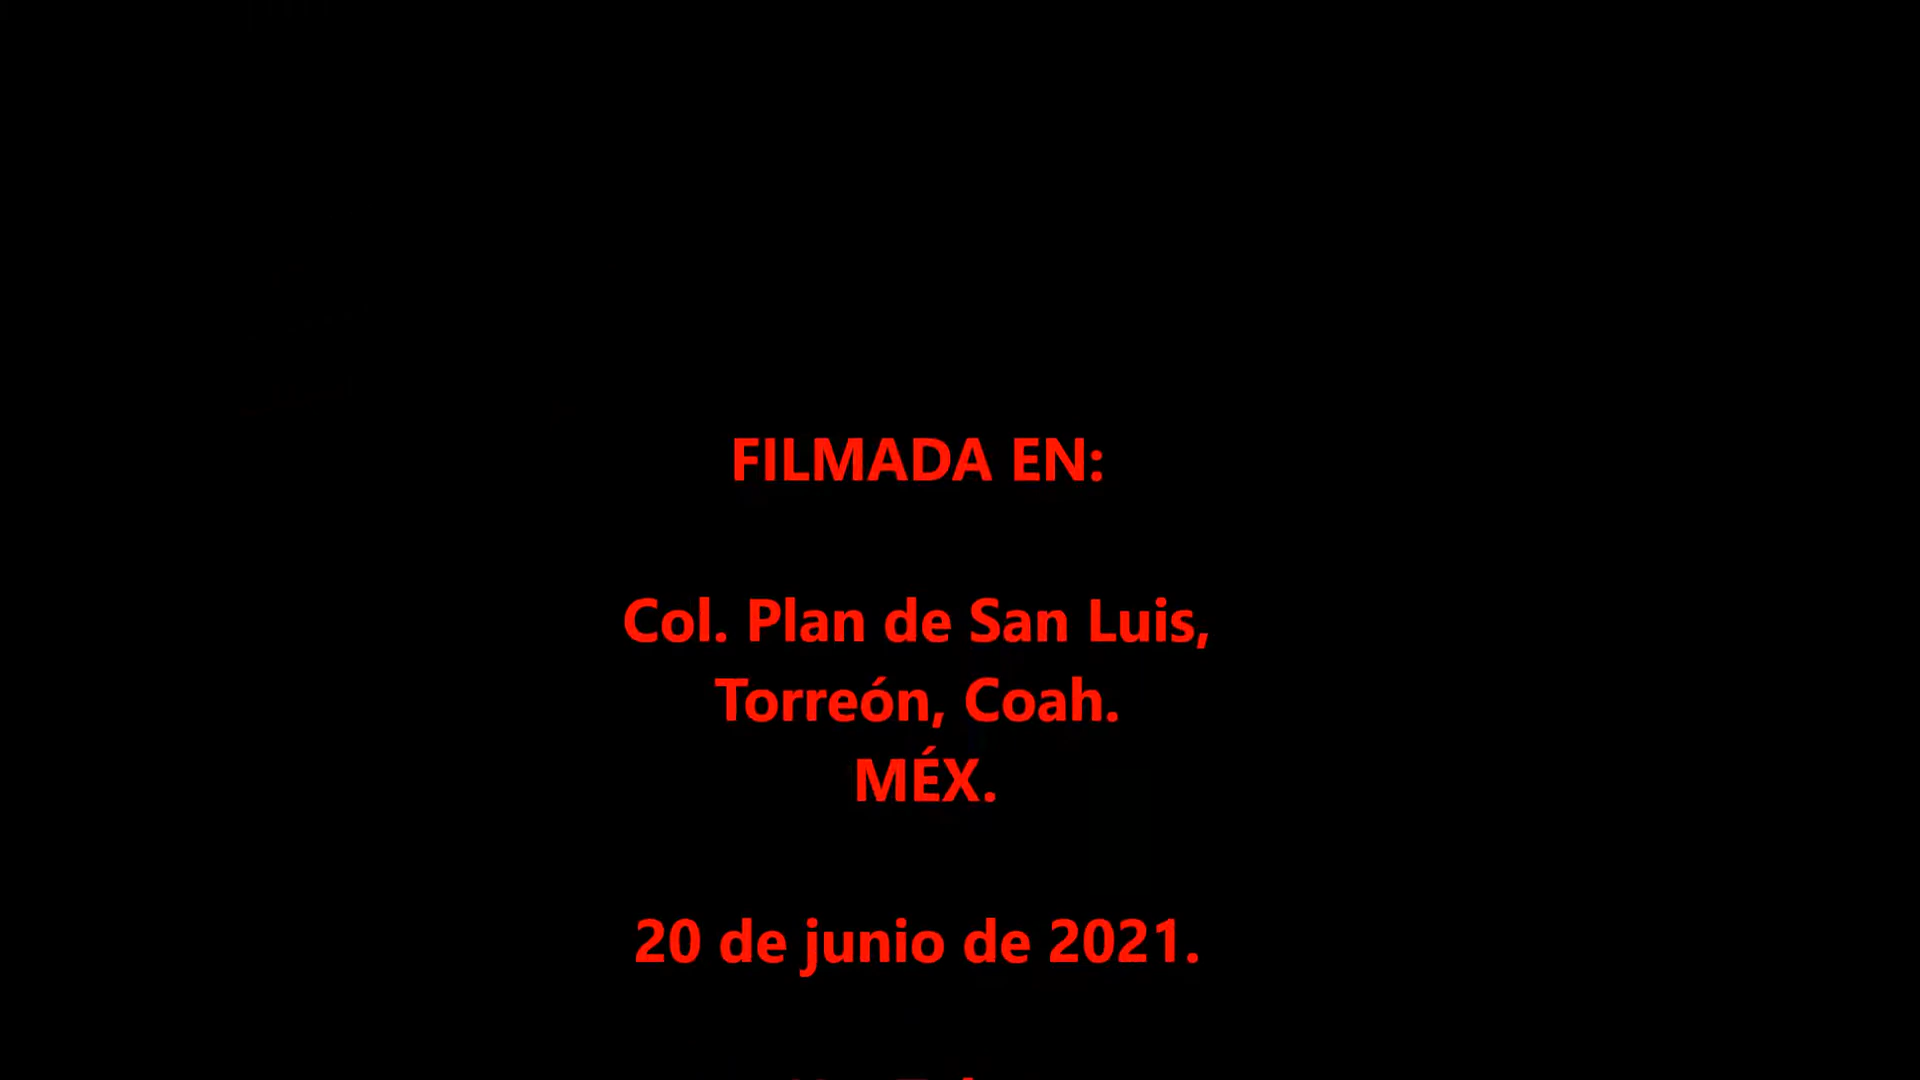 FILMADA EN:
Col. Plan de San Luis,
Torreón, Coah.
MÉX.
20 de junio de 2021.